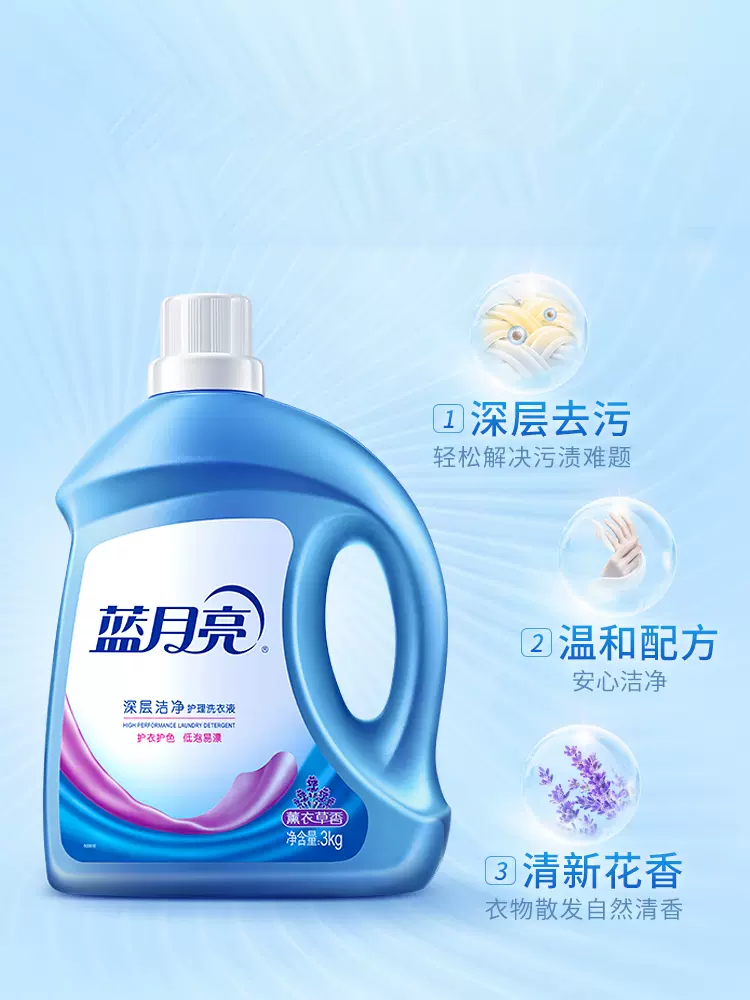 蓝月亮®
深层洁净 护理洗衣液
HIGH PERFORMANCE LAUNDRY DETERGENT
护衣护色 低泡易漂
薰衣草香
净含量:3kg
1 深层去污
轻松解决污渍难题
2 温和配方
安心洁净
3 清新花香
衣物散发自然清香